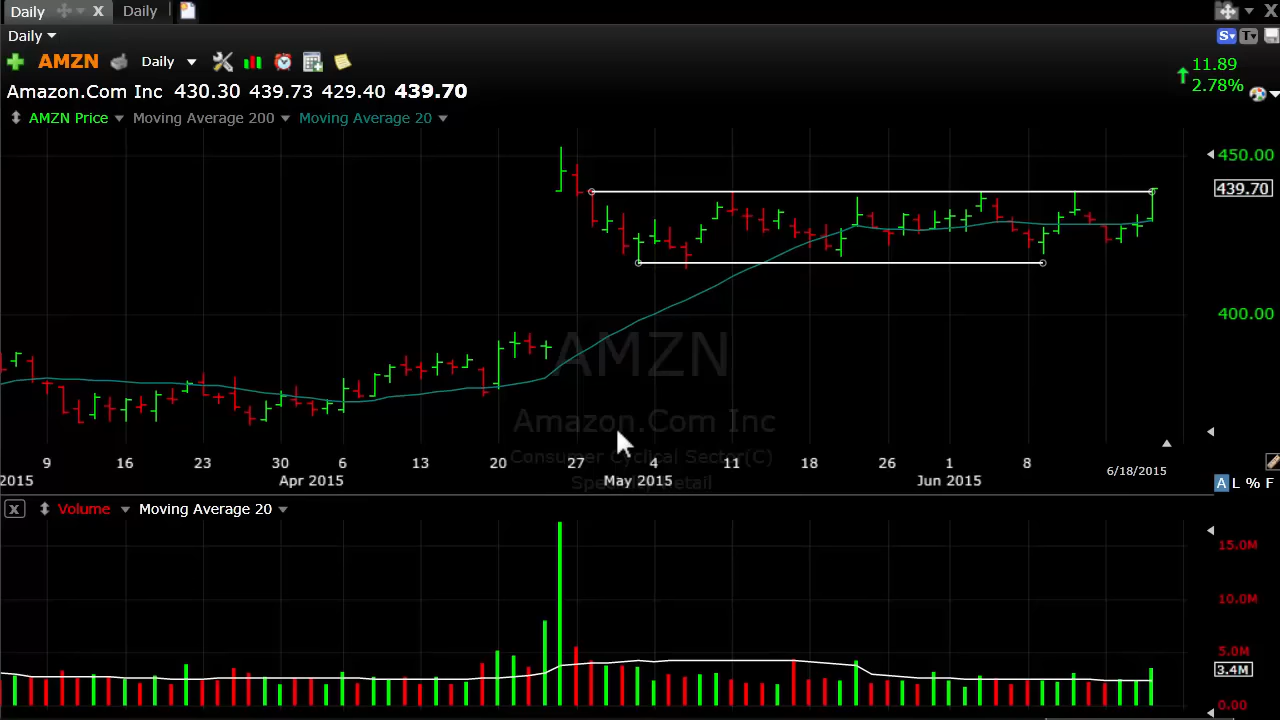 Daily X Daily X
Daily S T
AMZN Daily 11.89
2.78%
Amazon.Com Inc 430.30 439.73 429.40 439.70
AMZN Price Moving Average 200 Moving Average 20
450.00
439.70
400.00
AMZN
Amazon.Com Inc
Consumer Cyclical Sector(C)
9 16 23 30 6 13 20 27 4 11 18 26 1 8 6/18/2015
2015 Apr 2015 May 2015 Jun 2015
A L % F
X Volume Moving Average 20
15.0M
10.0M
5.0M
3.4M
0.00